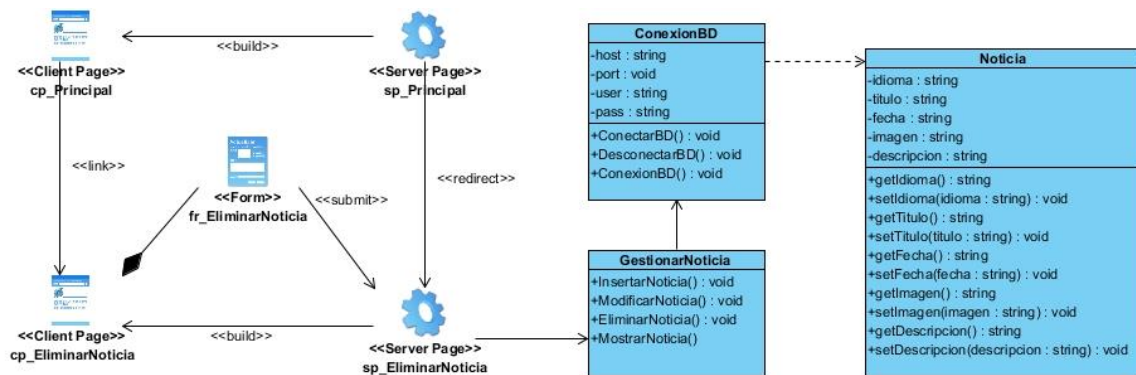 <<build>>
<<Client Page>>
cp_Principal
<<Server Page>>
sp_Principal
<<link>>
<<Form>>
fr_EliminarNoticia
<<submit>>
<<redirect>>
<<Client Page>>
cp_EliminarNoticia
<<build>>
<<Server Page>>
sp_EliminarNoticia
ConexionBD
-host : string
-port : void
-user : string
-pass : string
+ConectarBD() : void
+DesconectarBD() : void
+ConexionBD() : void
GestionarNoticia
+InsertarNoticia() : void
+ModificarNoticia() : void
+EliminarNoticia() : void
+MostrarNoticia()
Noticia
-idioma : string
-titulo : string
-fecha : string
-imagen : string
-descripcion : string
+getIdioma() : string
+setIdioma(idioma : string) : void
+getTitulo() : string
+setTitulo(titulo : string) : void
+getFecha() : string
+setFecha(fecha : string) : void
+getImagen() : string
+setImagen(imagen : string) : void
+getDescripcion() : string
+setDescripcion(descripcion : string) : void